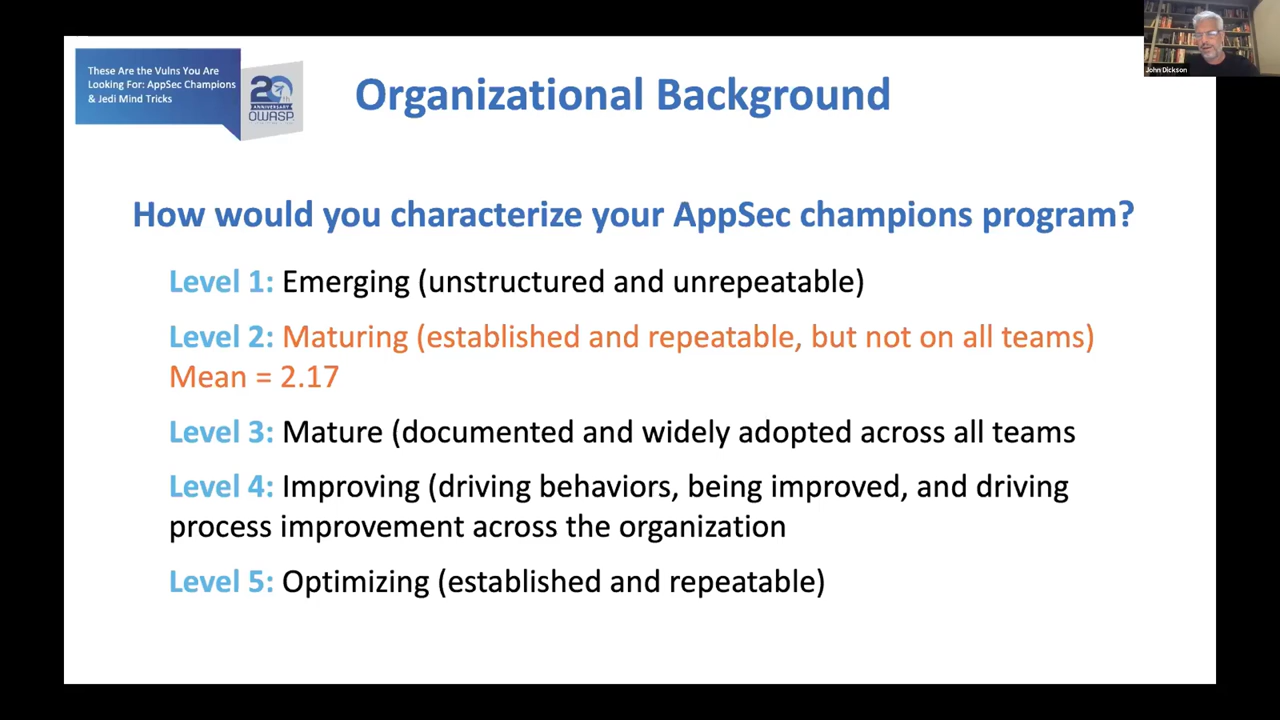 These Are the Vulns You Are
Looking For: AppSec Champions
& Jedi Mind Tricks
20th
ANNIVERSARY
OWASP
Organizational Background
John Dickson
How would you characterize your AppSec champions program?
Level 1: Emerging (unstructured and unrepeatable)
Level 2: Maturing (established and repeatable, but not on all teams)
Mean = 2.17
Level 3: Mature (documented and widely adopted across all teams
Level 4: Improving (driving behaviors, being improved, and driving
process improvement across the organization
Level 5: Optimizing (established and repeatable)